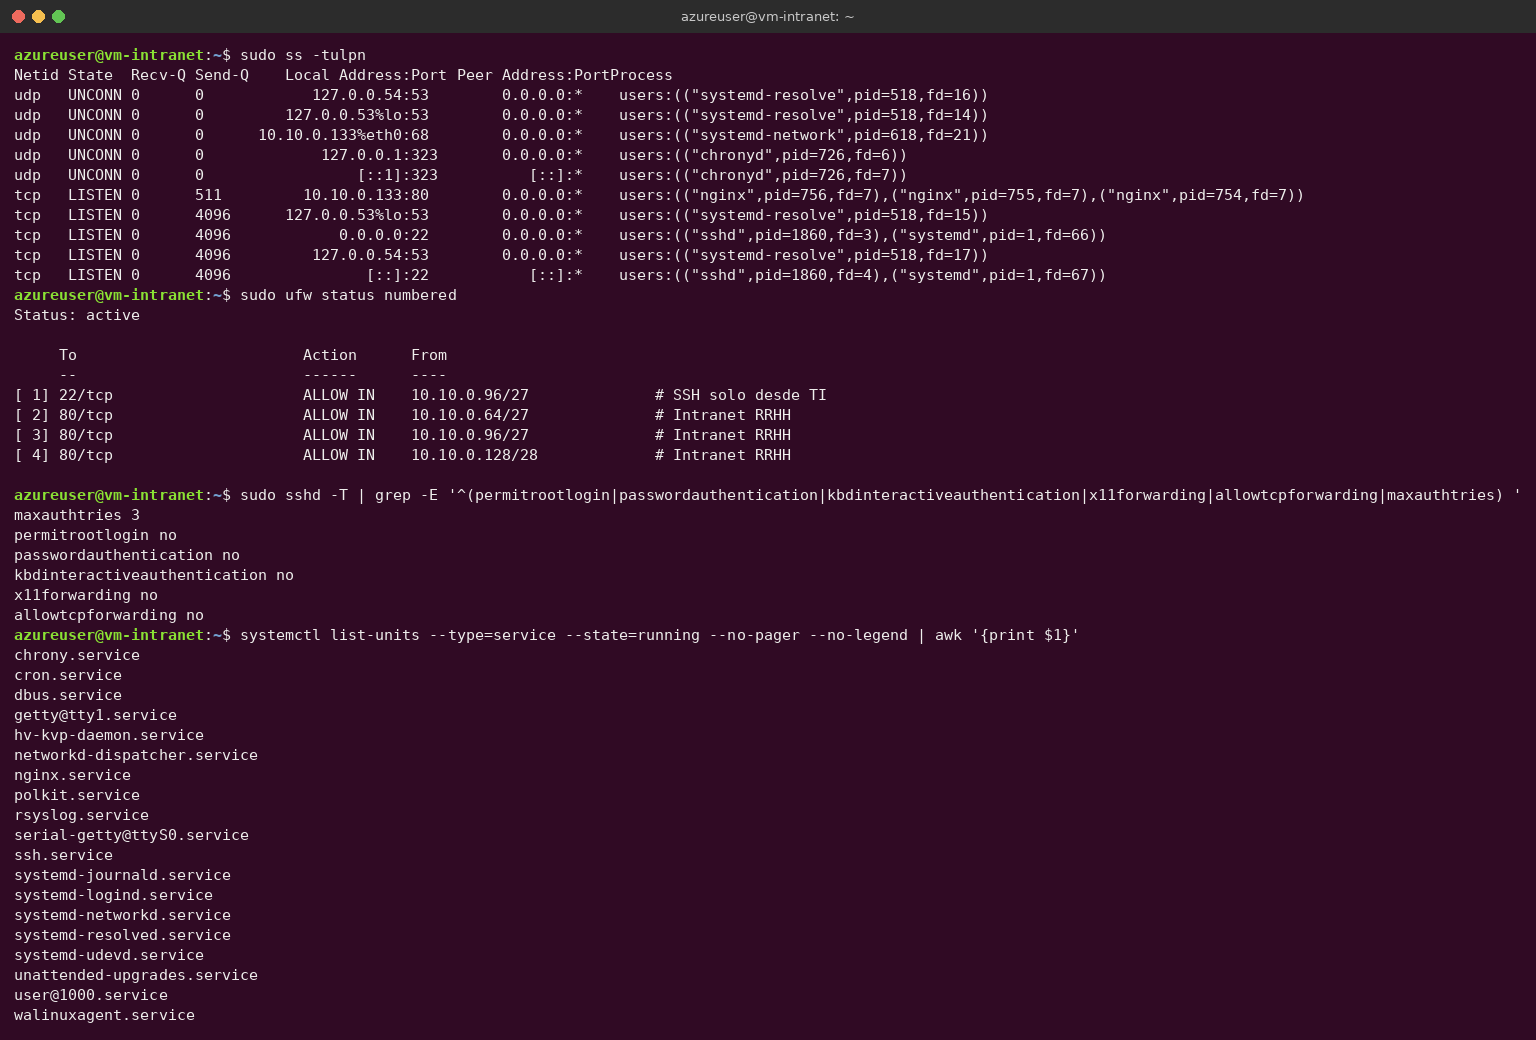 azureuser@vm-intranet: ~
azureuser@vm-intranet:~$ sudo ss -tulpn
Netid State  Recv-Q Send-Q    Local Address:Port Peer Address:PortProcess
udp   UNCONN 0      0            127.0.0.54:53        0.0.0.0:*    users:(("systemd-resolve",pid=518,fd=16))
udp   UNCONN 0      0         127.0.0.53%lo:53        0.0.0.0:*    users:(("systemd-resolve",pid=518,fd=14))
udp   UNCONN 0      0      10.10.0.133%eth0:68        0.0.0.0:*    users:(("systemd-network",pid=618,fd=21))
udp   UNCONN 0      0             127.0.0.1:323       0.0.0.0:*    users:(("chronyd",pid=726,fd=6))
udp   UNCONN 0      0                 [::1]:323          [::]:*    users:(("chronyd",pid=726,fd=7))
tcp   LISTEN 0      511         10.10.0.133:80        0.0.0.0:*    users:(("nginx",pid=756,fd=7),("nginx",pid=755,fd=7),("nginx",pid=754,fd=7))
tcp   LISTEN 0      4096      127.0.0.53%lo:53        0.0.0.0:*    users:(("systemd-resolve",pid=518,fd=15))
tcp   LISTEN 0      4096            0.0.0.0:22        0.0.0.0:*    users:(("sshd",pid=1860,fd=3),("systemd",pid=1,fd=66))
tcp   LISTEN 0      4096         127.0.0.54:53        0.0.0.0:*    users:(("systemd-resolve",pid=518,fd=17))
tcp   LISTEN 0      4096               [::]:22           [::]:*    users:(("sshd",pid=1860,fd=4),("systemd",pid=1,fd=67))
azureuser@vm-intranet:~$ sudo ufw status numbered
Status: active
     To                         Action      From
     --                         ------      ----
[ 1] 22/tcp                     ALLOW IN    10.10.0.96/27              # SSH solo desde TI
[ 2] 80/tcp                     ALLOW IN    10.10.0.64/27              # Intranet RRHH
[ 3] 80/tcp                     ALLOW IN    10.10.0.96/27              # Intranet RRHH
[ 4] 80/tcp                     ALLOW IN    10.10.0.128/28             # Intranet RRHH
azureuser@vm-intranet:~$ sudo sshd -T | grep -E '^(permitrootlogin|passwordauthentication|kbdinteractiveauthentication|x11forwarding|allowtcpforwarding|maxauthtries) '
maxauthtries 3
permitrootlogin no
passwordauthentication no
kbdinteractiveauthentication no
x11forwarding no
allowtcpforwarding no
azureuser@vm-intranet:~$ systemctl list-units --type=service --state=running --no-pager --no-legend | awk '{print $1}'
chrony.service
cron.service
dbus.service
getty@tty1.service
hv-kvp-daemon.service
networkd-dispatcher.service
nginx.service
polkit.service
rsyslog.service
serial-getty@ttyS0.service
ssh.service
systemd-journald.service
systemd-logind.service
systemd-networkd.service
systemd-resolved.service
systemd-udevd.service
unattended-upgrades.service
user@1000.service
walinuxagent.service